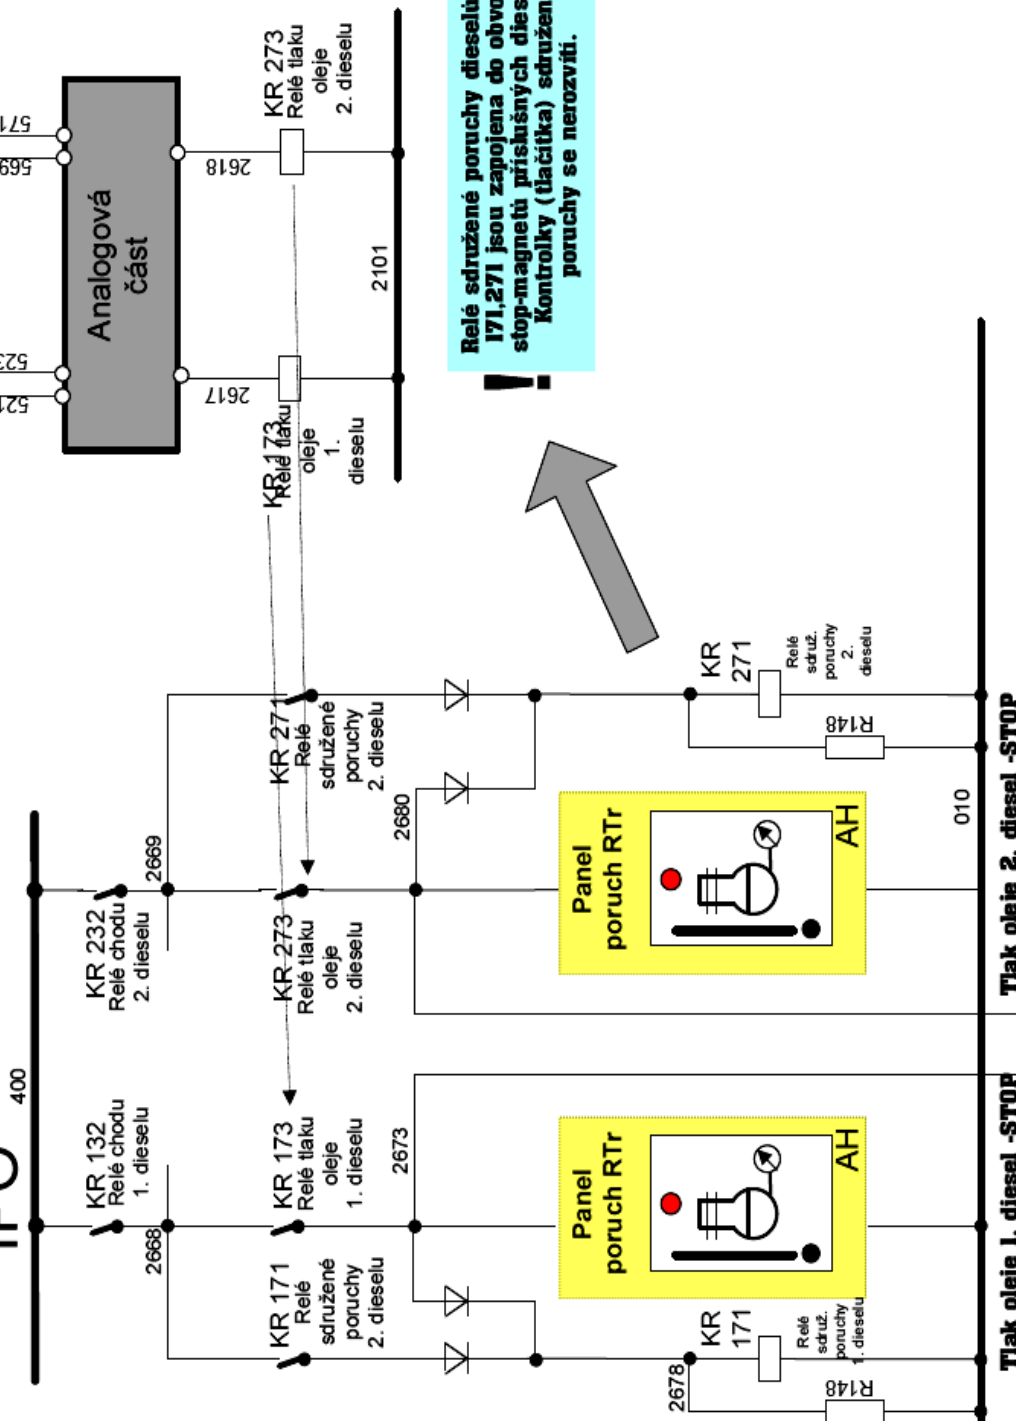 571
569
523
521
Analogová
část
2618
2617
KR 273
Relé tlaku
oleje
2. dieselu
KR 173
Relé tlaku
oleje
1.
dieselu
2101
Relé sdružené poruchy dieselů
171,271 jsou zapojena do
stop-magnetů příslušných
Kontrolky (tlačítka)
poruchy se nerozvítí.
!
400
KR 232
Relé chodu
2. dieselu
2669
KR 271
Relé
sdružené
poruchy
2. dieselu
KR 273
Relé tlaku
oleje
2. dieselu
2680
KR
271
Relé
sdruž.
poruchy
2.
dieselu
R148
Panel
poruch RTr
AH
010
Tlak oleje 2. diesel -STOP
KR 132
Relé chodu
1. dieselu
2668
KR 173
Relé tlaku
oleje
1. dieselu
2673
KR 171
Relé
sdružené
poruchy
2. dieselu
Panel
poruch RTr
AH
KR
171
Relé
sdruž.
poruchy
1. dieselu
2678
R148
Tlak oleje 1. diesel -STOP